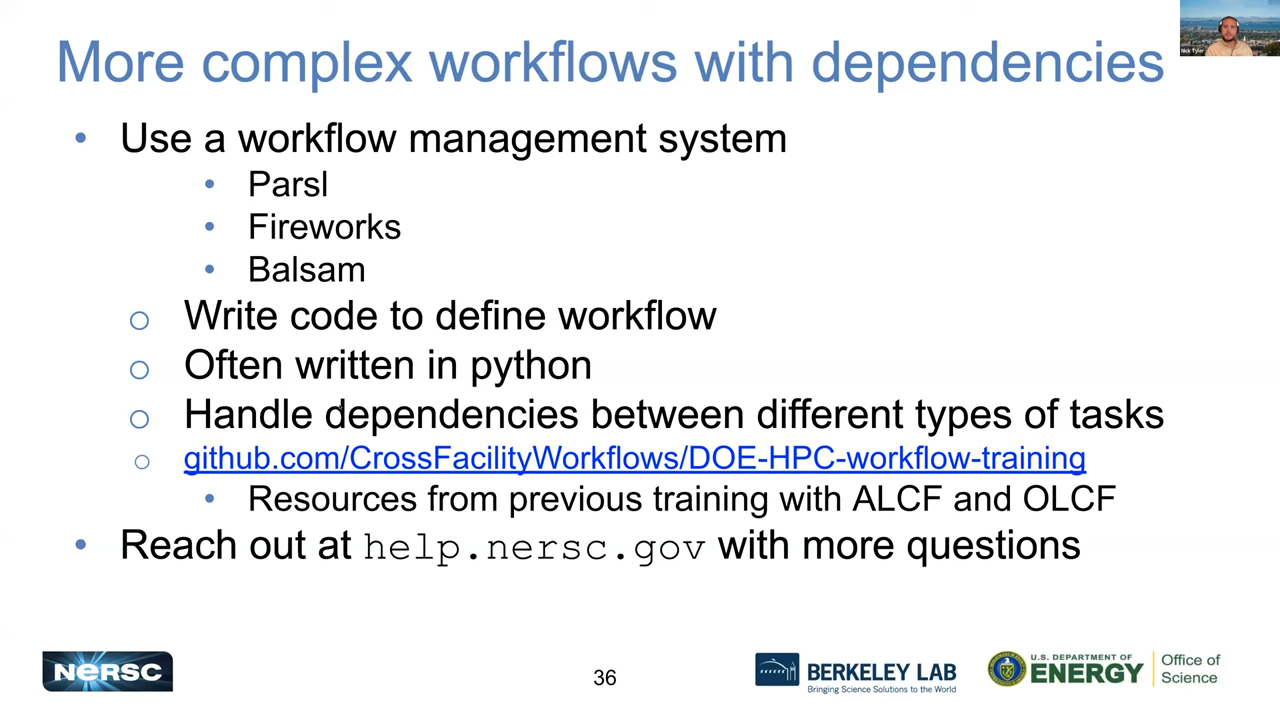 More complex workflows with dependencies
Nick Tyler
• Use a workflow management system
• Parsl
• Fireworks
• Balsam
o Write code to define workflow
o Often written in python
o Handle dependencies between different types of tasks
o github.com/CrossFacilityWorkflows/DOE-HPC-workflow-training
• Resources from previous training with ALCF and OLCF
• Reach out at help.nersc.gov with more questions
NERSC
36
BERKELEY LAB
Bringing Science Solutions to the World
U.S. DEPARTMENT OF
ENERGY
Office of
Science